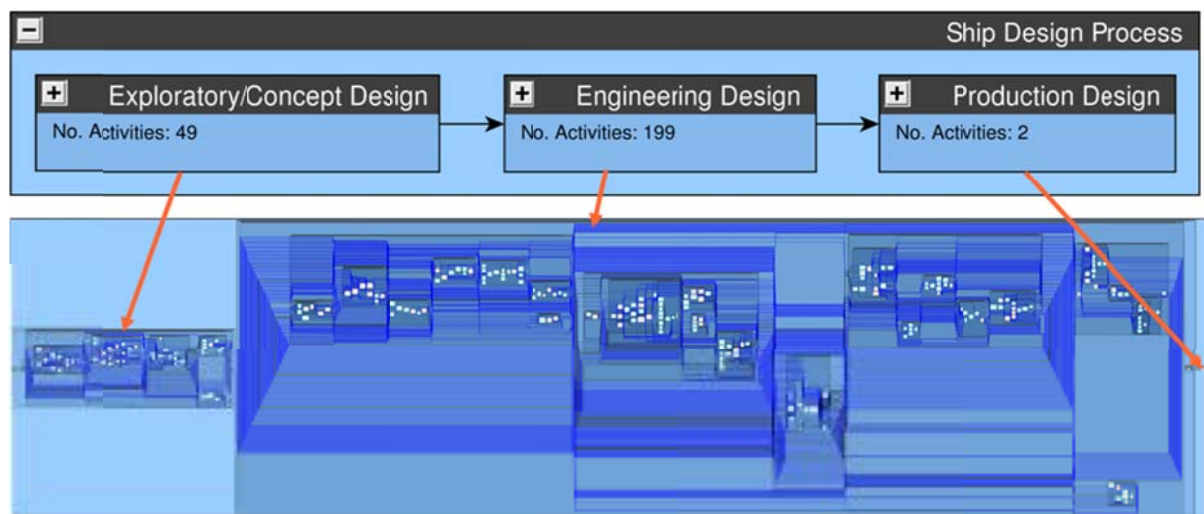 Ship Design Process
Exploratory/Concept Design
No. Activities: 49
Engineering Design
No. Activities: 199
Production Design
No. Activities: 2